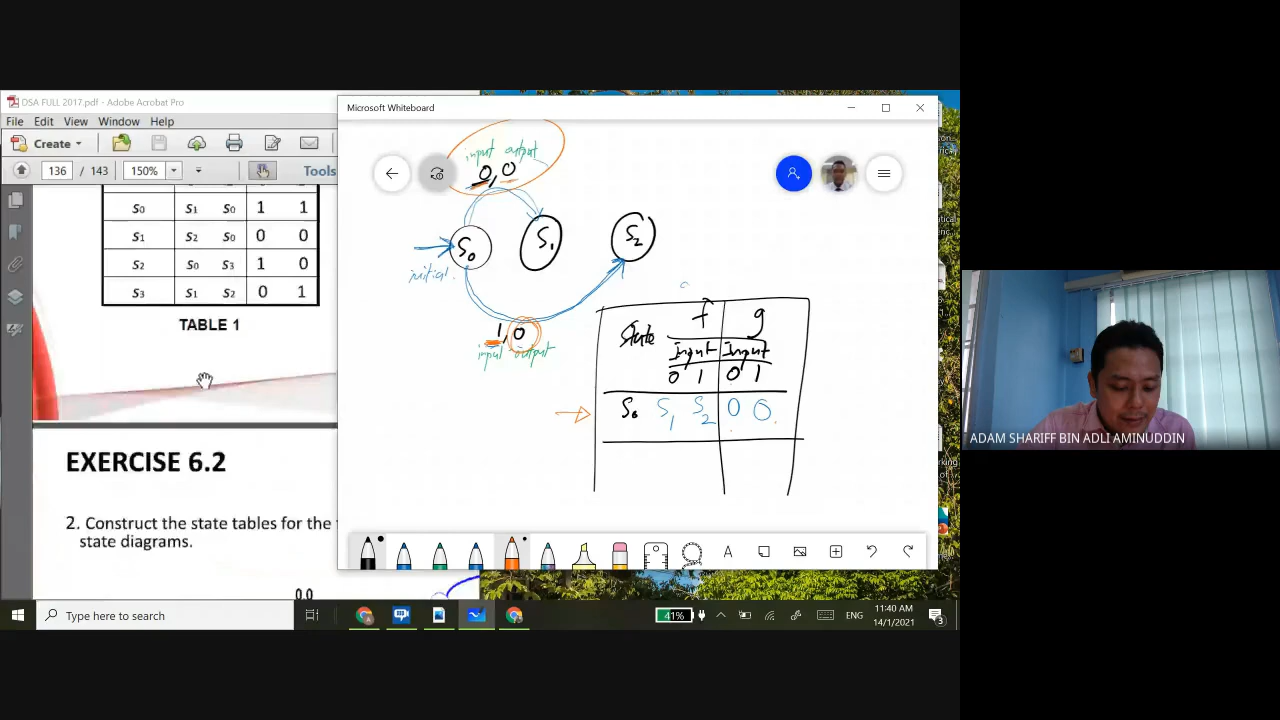 DSA FULL 2017.pdf - Adobe Acrobat Pro
File Edit View Window Help
Create
136 / 143 150% Tools
S0 S1 S0 1 1
S1 S2 S0 0 0
S2 S0 S3 1 0
S3 S1 S2 0 1
TABLE 1
EXERCISE 6.2
2. Construct the state tables for the
state diagrams.
0,0
Microsoft Whiteboard
input output
0,0
S0 S1 S2
initial
1,0
input output
State f g
Input Input
0 1 0 1
S0 S1 S2 0 0
A
Type here to search
41%
ENG
11:40 AM
14/1/2021
3
ADAM SHARIFF BIN ADLI AMINUDDIN